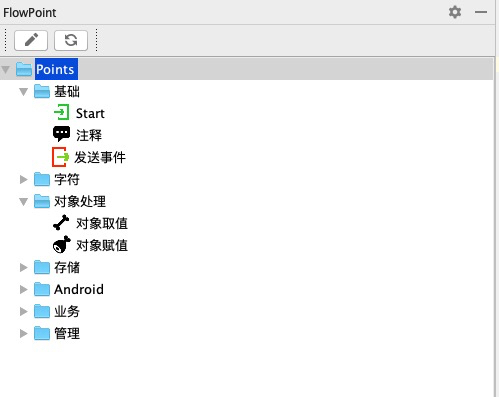 FlowPoint
Points
基础
Start
注释
发送事件
字符
对象处理
对象取值
对象赋值
存储
Android
业务
管理